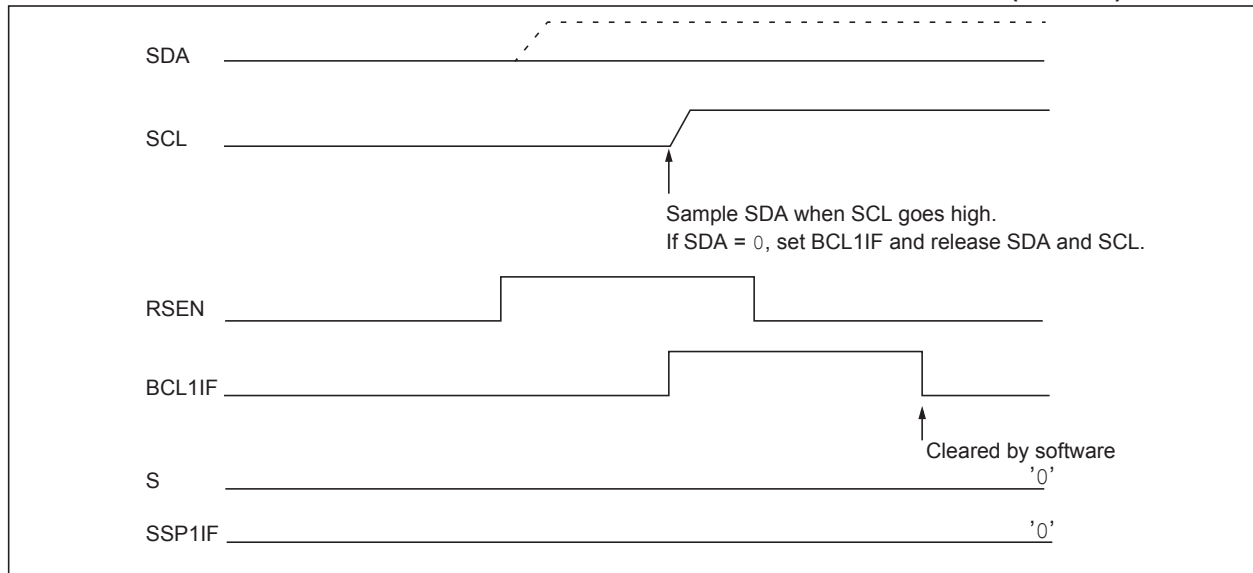 SDA
SCL
Sample SDA when SCL goes high.
If SDA = 0, set BCL1IF and release SDA and SCL.
RSEN
BCL1IF
Cleared by software
S
'0'
SSP1IF
'0'